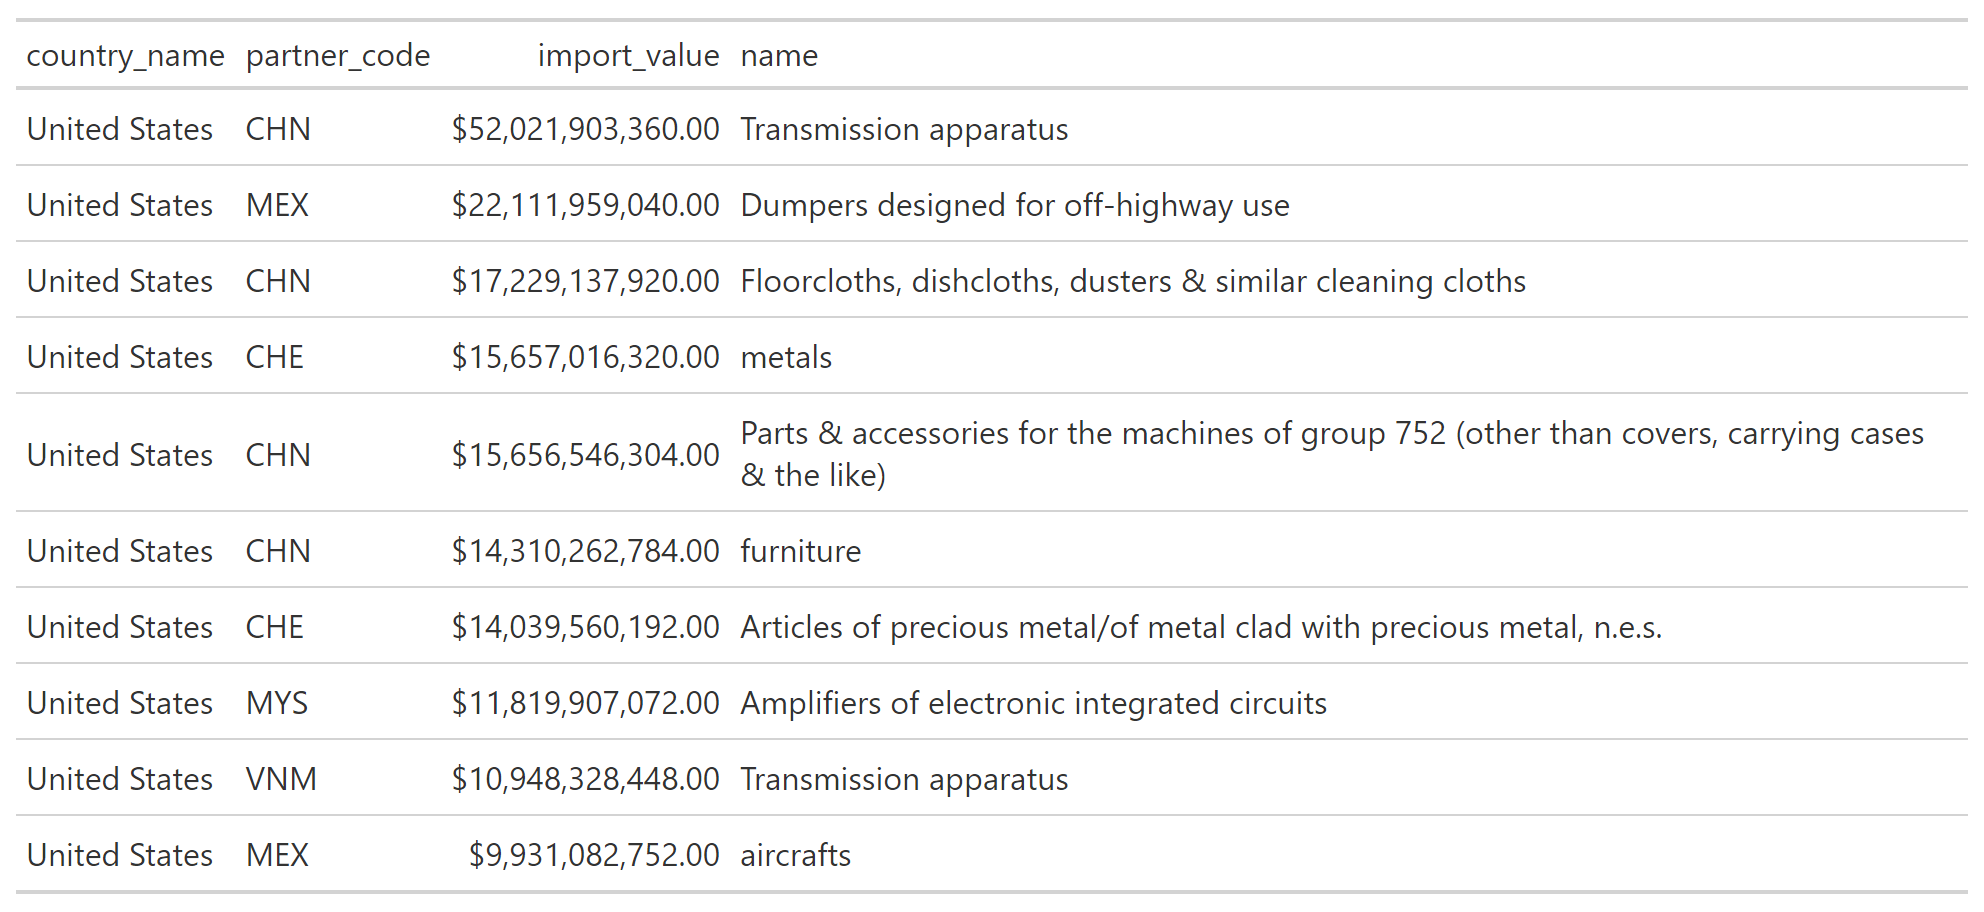 country_name partner_code import_value name
United States CHN $52,021,903,360.00 Transmission apparatus
United States MEX $22,111,959,040.00 Dumpers designed for off-highway use
United States CHN $17,229,137,920.00 Floorcloths, dishcloths, dusters & similar cleaning cloths
United States CHE $15,657,016,320.00 metals
United States CHN $15,656,546,304.00 Parts & accessories for the machines of group 752 (other than covers, carrying cases
& the like)
United States CHN $14,310,262,784.00 furniture
United States CHE $14,039,560,192.00 Articles of precious metal/of metal clad with precious metal, n.e.s.
United States MYS $11,819,907,072.00 Amplifiers of electronic integrated circuits
United States VNM $10,948,328,448.00 Transmission apparatus
United States MEX $9,931,082,752.00 aircrafts